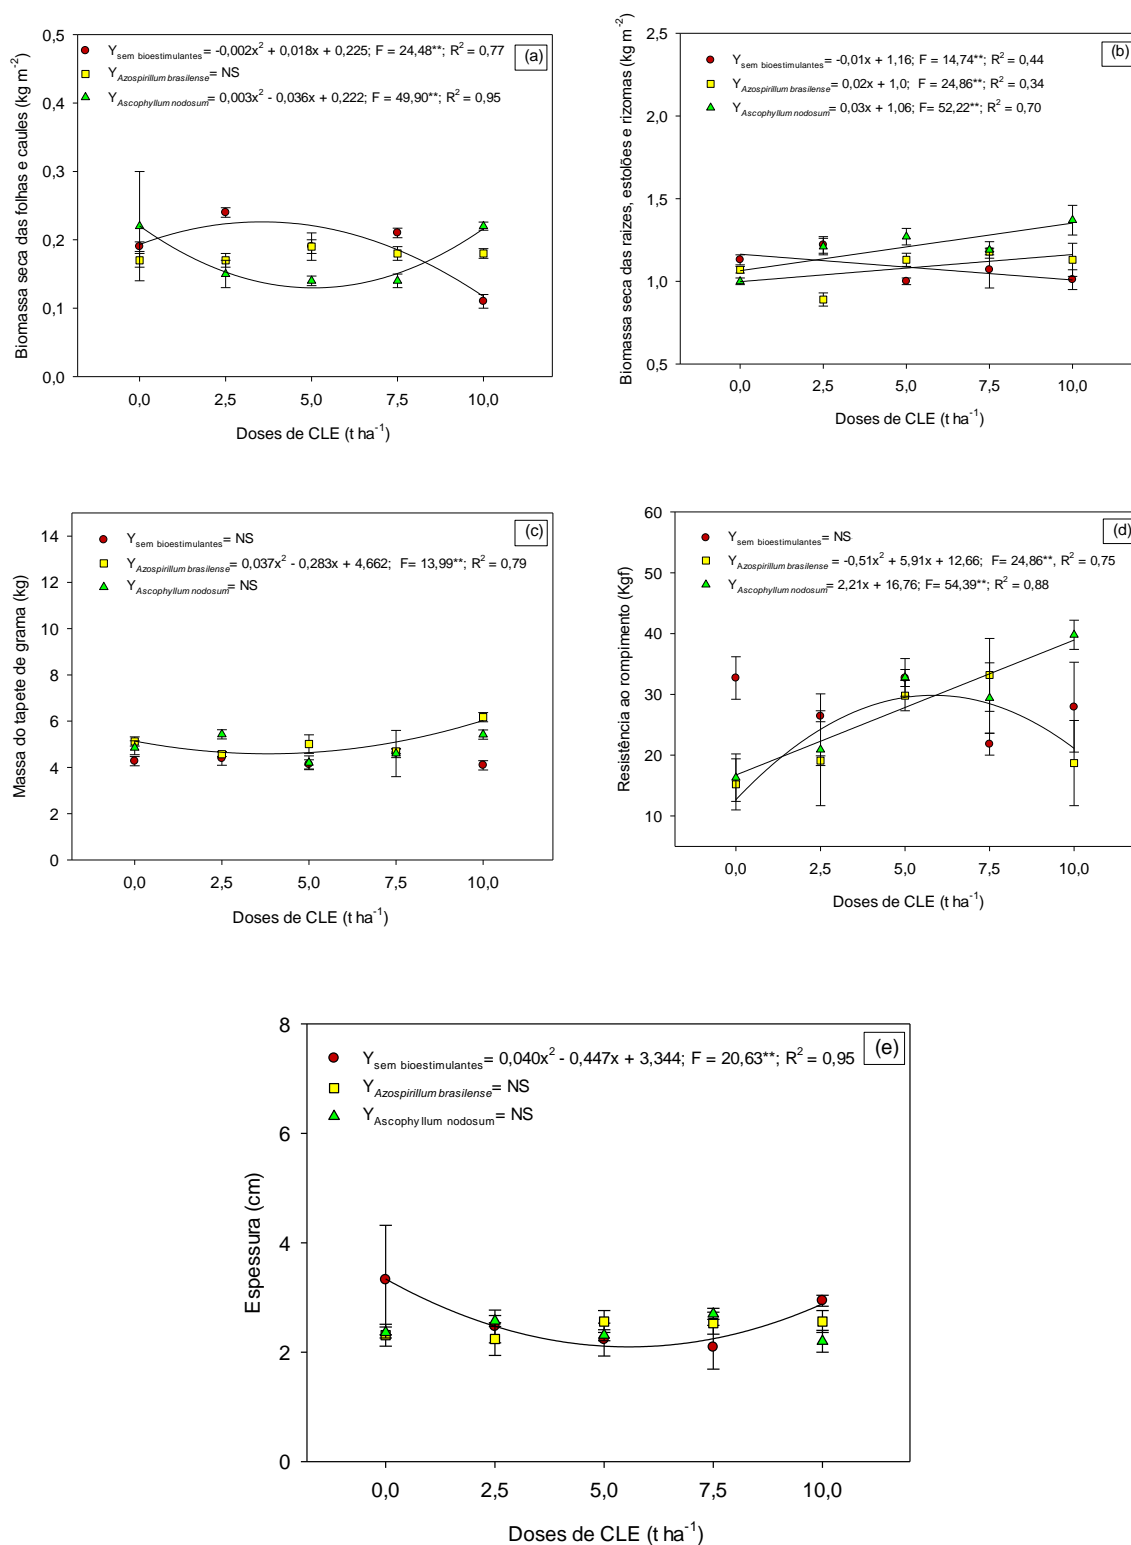 Biomassa seca das folhas e caules (kg m⁻²)
0,5
0,4
0,3
0,2
0,1
0,0
Y sem bioestimulantes = -0,002x² + 0,018x + 0,225; F = 24,48**; R² = 0,77
Y Azospirillum brasilense = NS
Y Ascophyllum nodosum = 0,003x² - 0,036x + 0,222; F = 49,90**; R² = 0,95
(a)
0,0 2,5 5,0 7,5 10,0
Doses de CLE (t ha⁻¹)
Biomassa seca das raizes, estolões e rizomas (kg m⁻²)
2,5
2,0
1,5
1,0
0,5
Y sem bioestimulantes = -0,01x + 1,16; F = 14,74**; R² = 0,44
Y Azospirillum brasilense = 0,02x + 1,0; F = 24,86**; R² = 0,34
Y Ascophyllum nodosum = 0,03x + 1,06; F= 52,22**; R² = 0,70
(b)
0,0 2,5 5,0 7,5 10,0
Doses de CLE (t ha⁻¹)
Massa do tapete de grama (kg)
14
12
10
8
6
4
2
0
Y sem bioestimulantes = NS
Y Azospirillum brasilense = 0,037x² - 0,283x + 4,662; F= 13,99**; R² = 0,79
Y Ascophyllum nodosum = NS
(c)
0,0 2,5 5,0 7,5 10,0
Doses de CLE (t ha⁻¹)
Resistência ao rompimento (Kgf)
60
50
40
30
20
10
Y sem bioestimulantes = NS
Y Azospirillum brasilense = -0,51x² + 5,91x + 12,66; F= 24,86**, R² = 0,75
Y Ascophyllum nodosum = 2,21x + 16,76; F= 54,39**; R² = 0,88
(d)
0,0 2,5 5,0 7,5 10,0
Doses de CLE (t ha⁻¹)
Espessura (cm)
8
6
4
2
0
Y sem bioestimulantes = 0,040x² - 0,447x + 3,344; F = 20,63**; R² = 0,95
Y Azospirillum brasilense = NS
Y Ascophyllum nodosum = NS
(e)
0,0 2,5 5,0 7,5 10,0
Doses de CLE (t ha⁻¹)